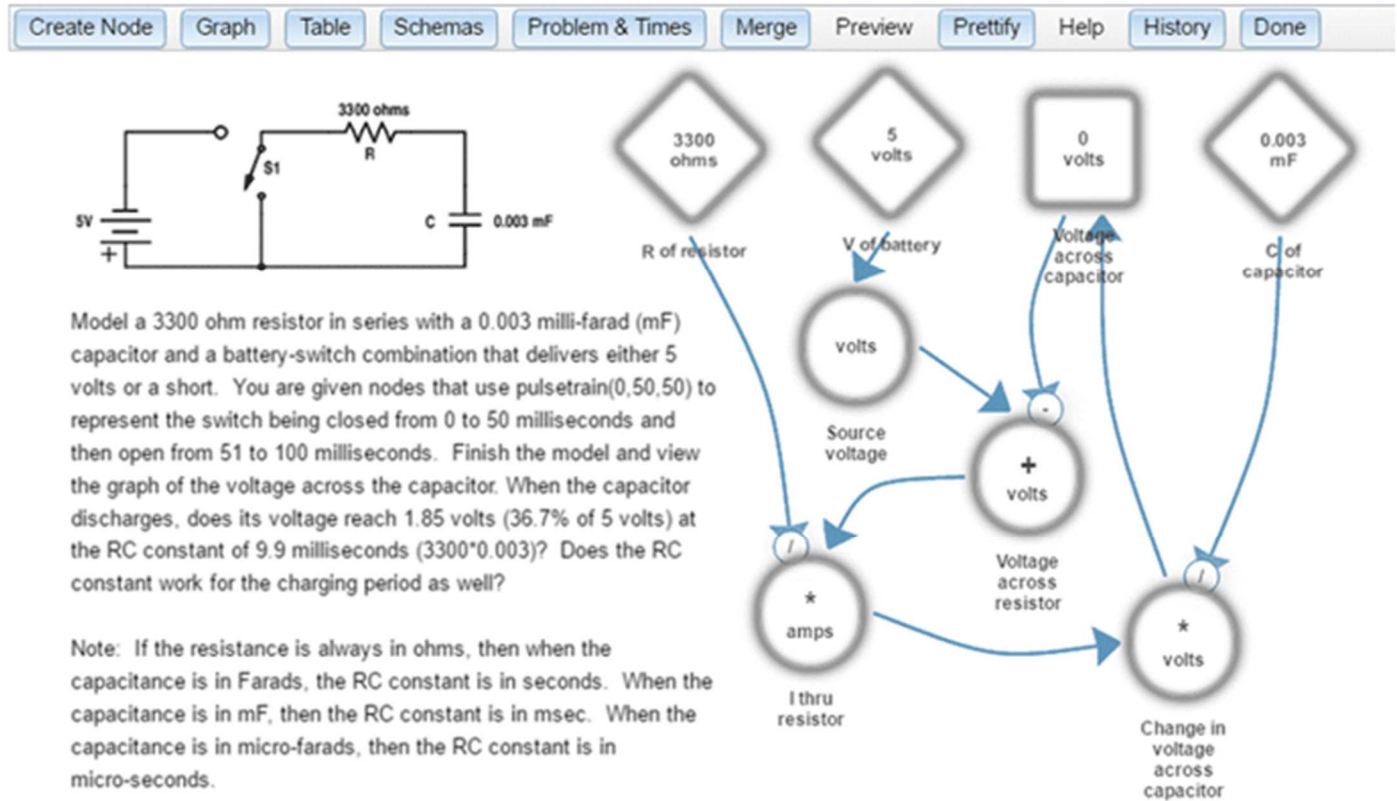 Create Node Graph Table Schemas Problem & Times Merge Preview Prettify Help History Done
3300 ohms
R
S1
5V
+
C
0.003 mF
Model a 3300 ohm resistor in series with a 0.003 milli-farad (mF)
capacitor and a battery-switch combination that delivers either 5
volts or a short. You are given nodes that use pulsetrain(0,50,50) to
represent the switch being closed from 0 to 50 milliseconds and
then open from 51 to 100 milliseconds. Finish the model and view
the graph of the voltage across the capacitor. When the capacitor
discharges, does its voltage reach 1.85 volts (36.7% of 5 volts) at
the RC constant of 9.9 milliseconds (3300*0.003)? Does the RC
constant work for the charging period as well?
Note: If the resistance is always in ohms, then when the
capacitance is in Farads, the RC constant is in seconds. When the
capacitance is in mF, then the RC constant is in msec. When the
capacitance is in micro-farads, then the RC constant is in
micro-seconds.
3300
ohms
R of resistor
5
volts
V of battery
0
volts
Voltage
across
capacitor
0.003
mF
C of
capacitor
volts
Source
voltage
-
+
volts
Voltage
across
resistor
/
*
amps
I thru
resistor
/
*
volts
Change in
voltage
across
capacitor